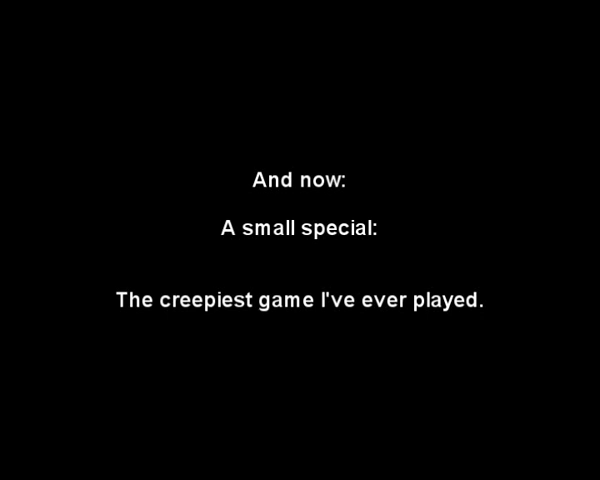 And now:
A small special:
The creepiest game I've ever played.